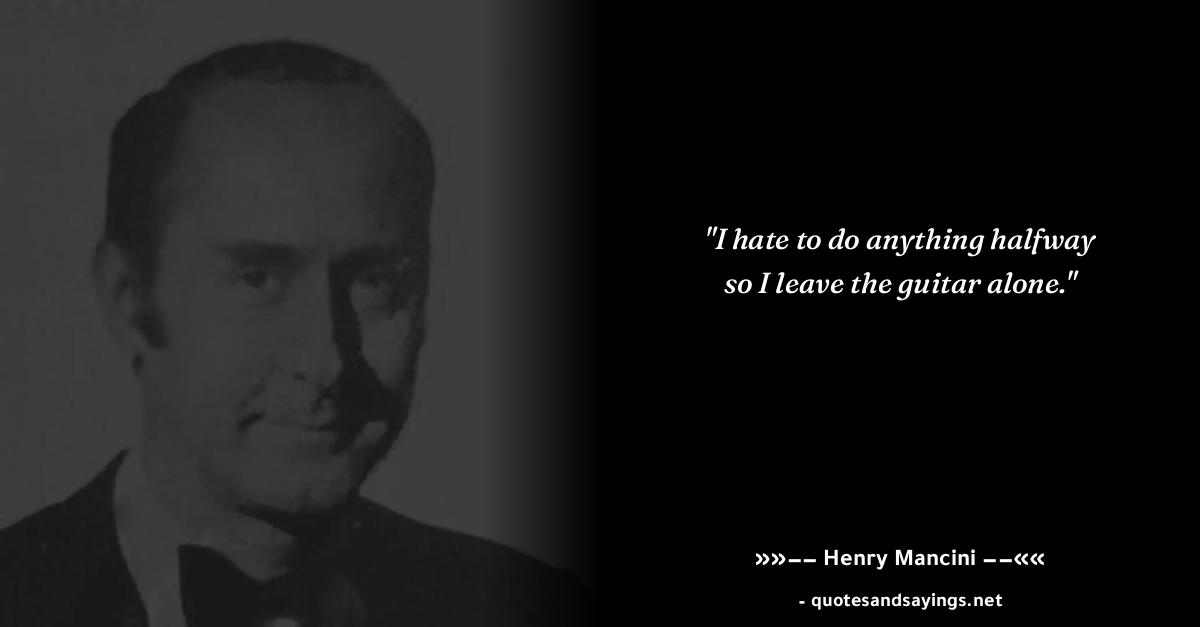 "I hate to do anything halfway
so I leave the guitar alone."
»»−− Henry Mancini −−««
- quotesandsayings.net